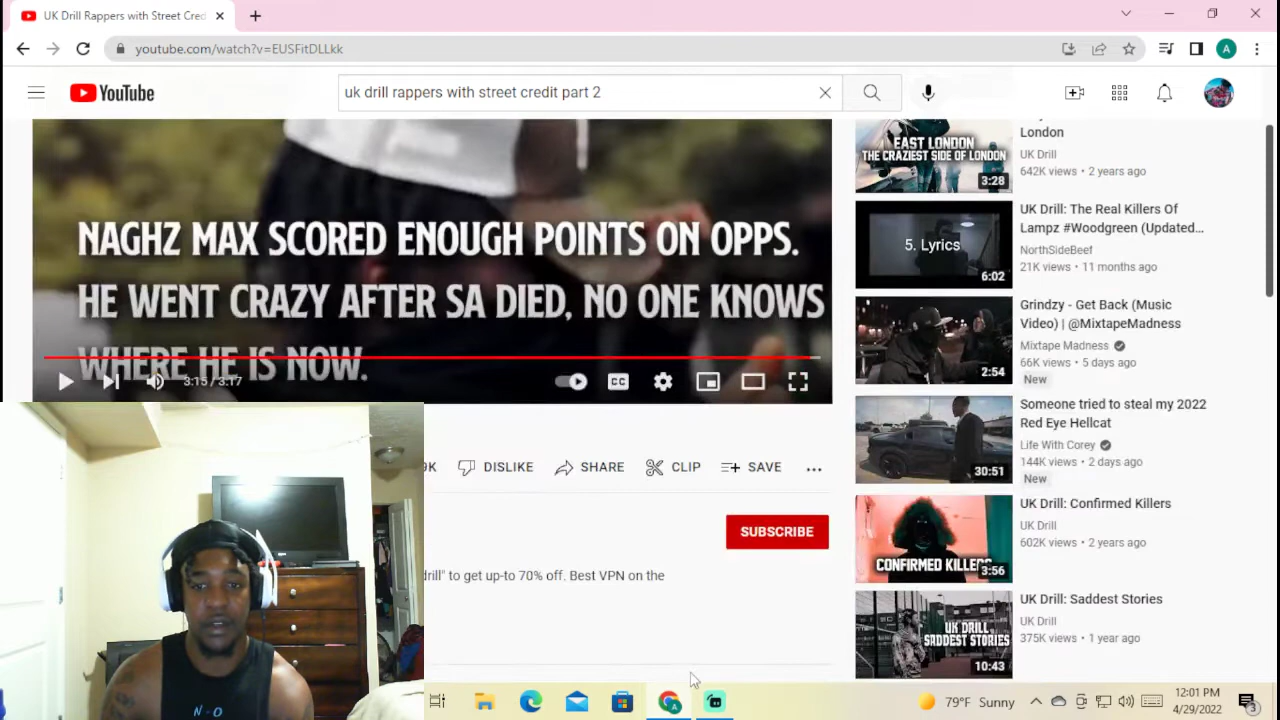 UK Drill Rappers with Street Cred
youtube.com/watch?v=EUSFitDLLkk
A
YouTube
uk drill rappers with street credit part 2
NAGHZ MAX SCORED ENOUGH POINTS ON OPPS.
HE WENT CRAZY AFTER SA DIED, NO ONE KNOWS
WHERE HE IS NOW.
3:15 / 3:17
CC
9K
DISLIKE
SHARE
CLIP
SAVE
SUBSCRIBE
drill" to get up-to 70% off. Best VPN on the
EAST LONDON
THE CRAZIEST SIDE OF LONDON
3:28
London
UK Drill
642K views • 2 years ago
5. Lyrics
6:02
UK Drill: The Real Killers Of
Lampz #Woodgreen (Updated...
NorthSideBeef
21K views • 11 months ago
2:54
Grindzy - Get Back (Music
Video) | @MixtapeMadness
Mixtape Madness
66K views • 5 days ago
New
30:51
Someone tried to steal my 2022
Red Eye Hellcat
Life With Corey
144K views • 2 days ago
New
CONFIRMED KILLERS
3:56
UK Drill: Confirmed Killers
UK Drill
602K views • 2 years ago
UK DRILL
SADDEST STORIES
10:43
UK Drill: Saddest Stories
UK Drill
375K views • 1 year ago
N-O
79°F Sunny
12:01 PM
4/29/2022
3